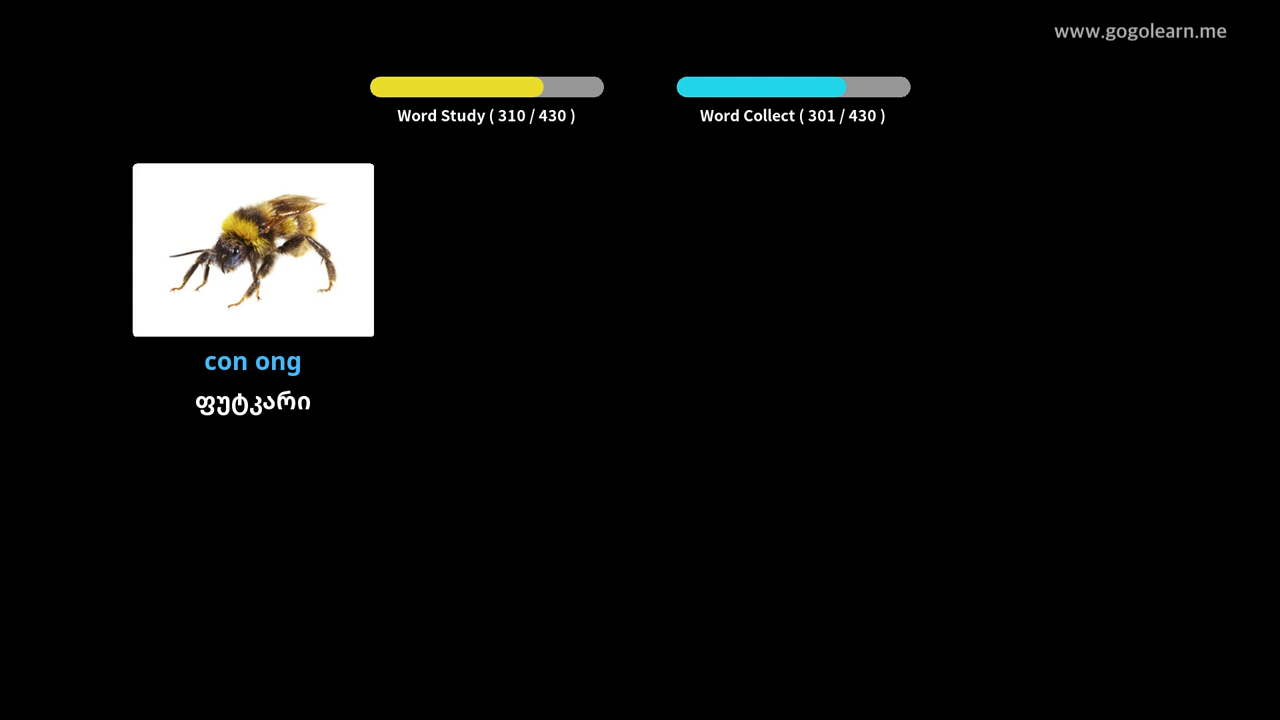 www.gogolearn.me
Word Study ( 310 / 430 )
Word Collect ( 301 / 430 )
con ong
ფუტკარი